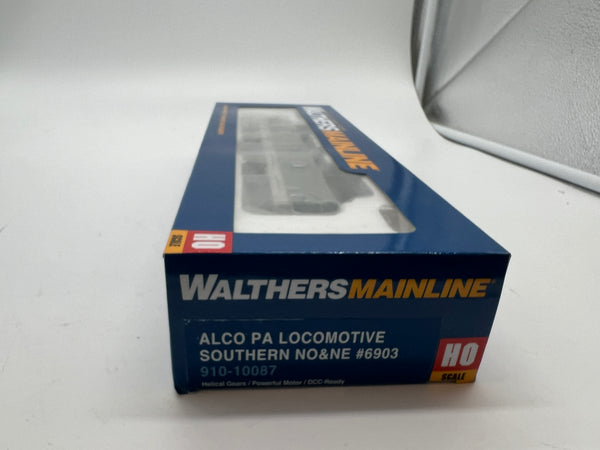 WALTHERSMAINLINE
HO
SCALE
WALTHERSMAINLINE
ALCO PA LOCOMOTIVE
SOUTHERN NO&NE #6903
910-10087
Helical Gears / Powerful Motor / DCC-Ready
HO
SCALE